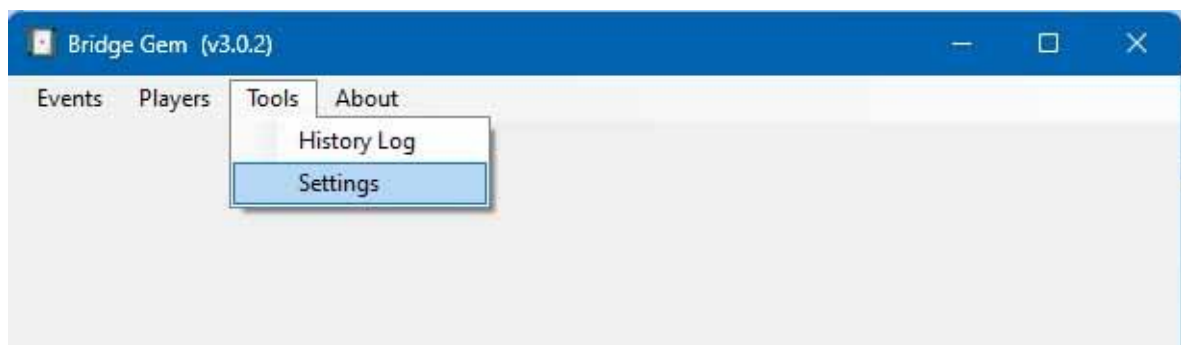 Bridge Gem (v3.0.2)
Events Players Tools About
History Log
Settings